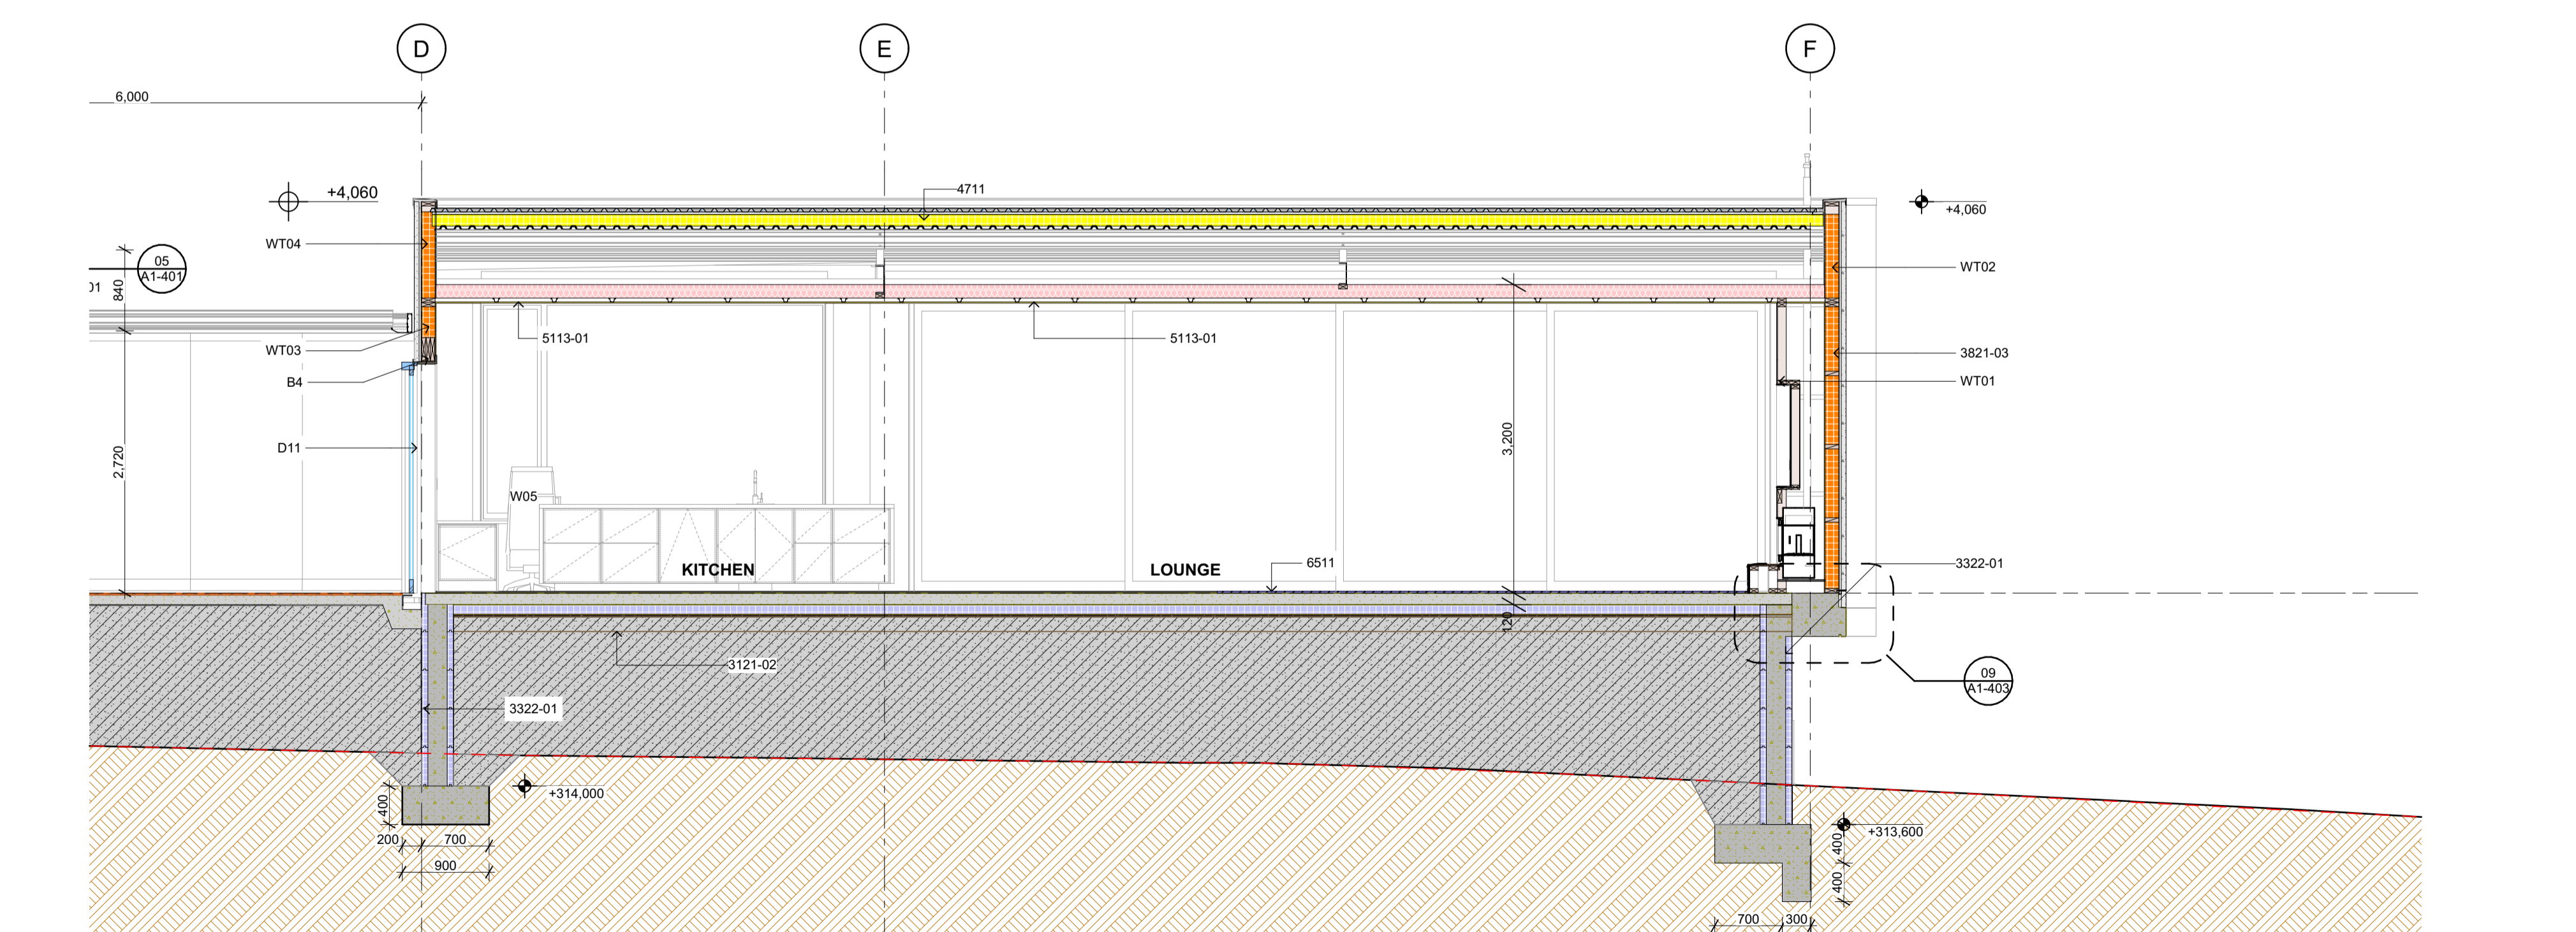 D
E
F
6,000
4711
+4,060
+4,060
WT04
05
A1-401
01
840
WT02
5113-01
5113-01
WT03
3821-03
B4
WT01
D11
2,720
3,200
W05
KITCHEN
LOUNGE
6511
3322-01
120
3121-02
09
A1-403
3322-01
+314,000
400
+313,600
200
700
400
900
400
700
300